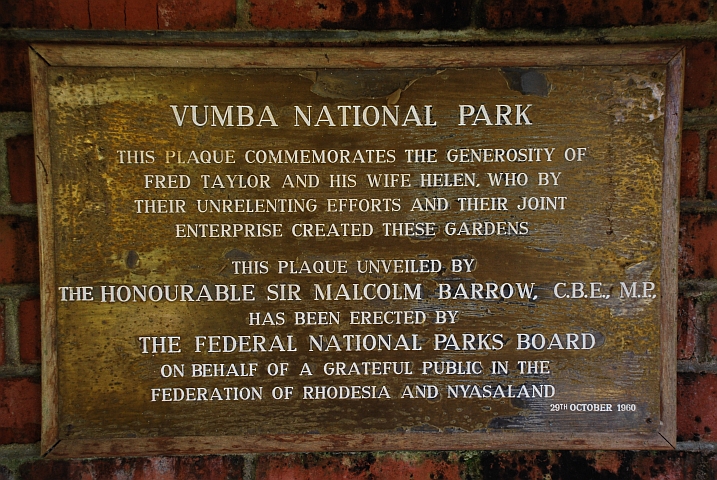 VUMBA NATIONAL PARK
THIS PLAQUE COMMEMORATES THE GENEROSITY OF
FRED TAYLOR AND HIS WIFE HELEN, WHO BY
THEIR UNRELENTING EFFORTS AND THEIR JOINT
ENTERPRISE CREATED THESE GARDENS
THIS PLAQUE UNVEILED BY
THE HONOURABLE SIR MALCOLM BARROW, C.B.E., M.P.,
HAS BEEN ERECTED BY
THE FEDERAL NATIONAL PARKS BOARD
ON BEHALF OF A GRATEFUL PUBLIC IN THE
FEDERATION OF RHODESIA AND NYASALAND
29TH OCTOBER 1960